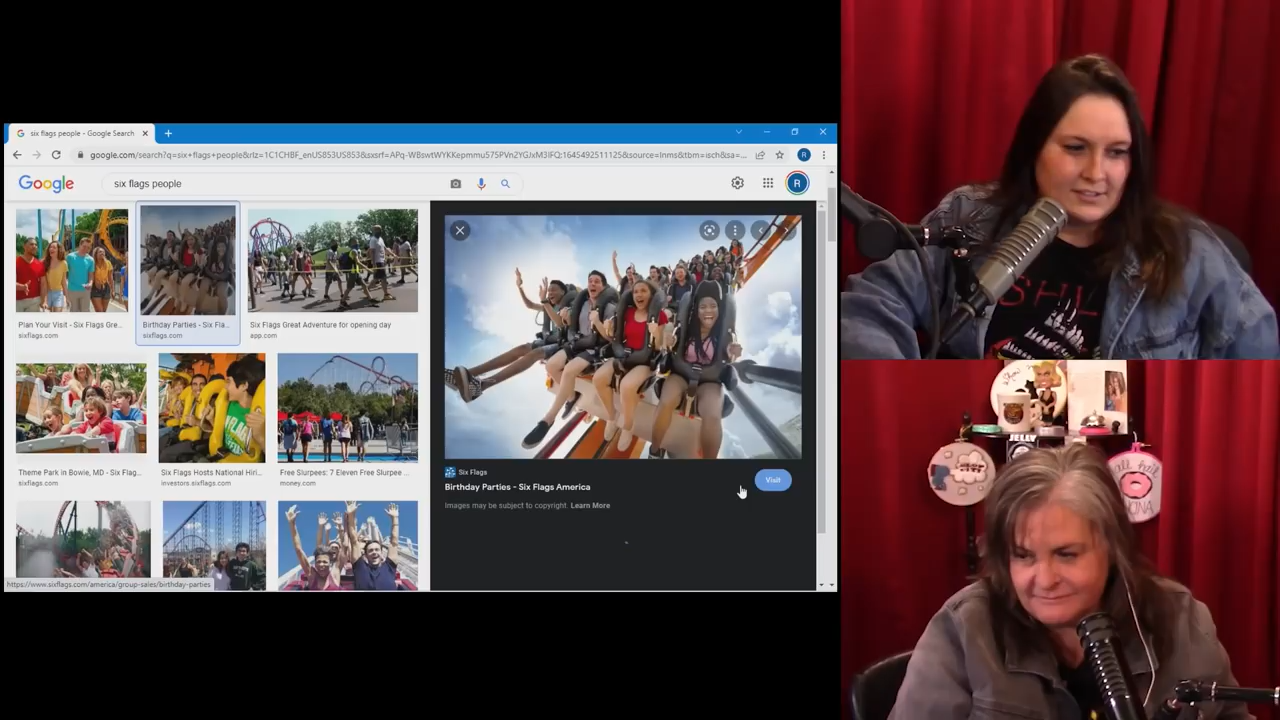 six flags people - Google Search
google.com/search?q=six+flags+people&rlz=1C1CHBF_enUS853US853&sxsrf=APq-WBswtWYKKepmmu575PVn2YGJxM3IFQ:1645492511125&source=lnms&tbm=isch&sa=...
R
Google
six flags people
R
Plan Your Visit - Six Flags Gre...
sixflags.com
Birthday Parties - Six Fla...
sixflags.com
Six Flags Great Adventure for opening day
app.com
Theme Park in Bowie, MD - Six Flag...
sixflags.com
Six Flags Hosts National Hiri...
investors.sixflags.com
Free Slurpees: 7 Eleven Free Slurpee ...
money.com
https://www.sixflags.com/america/group-sales/birthday-parties
Six Flags
Birthday Parties - Six Flags America
Visit
Images may be subject to copyright. Learn More
JELLY
all hail